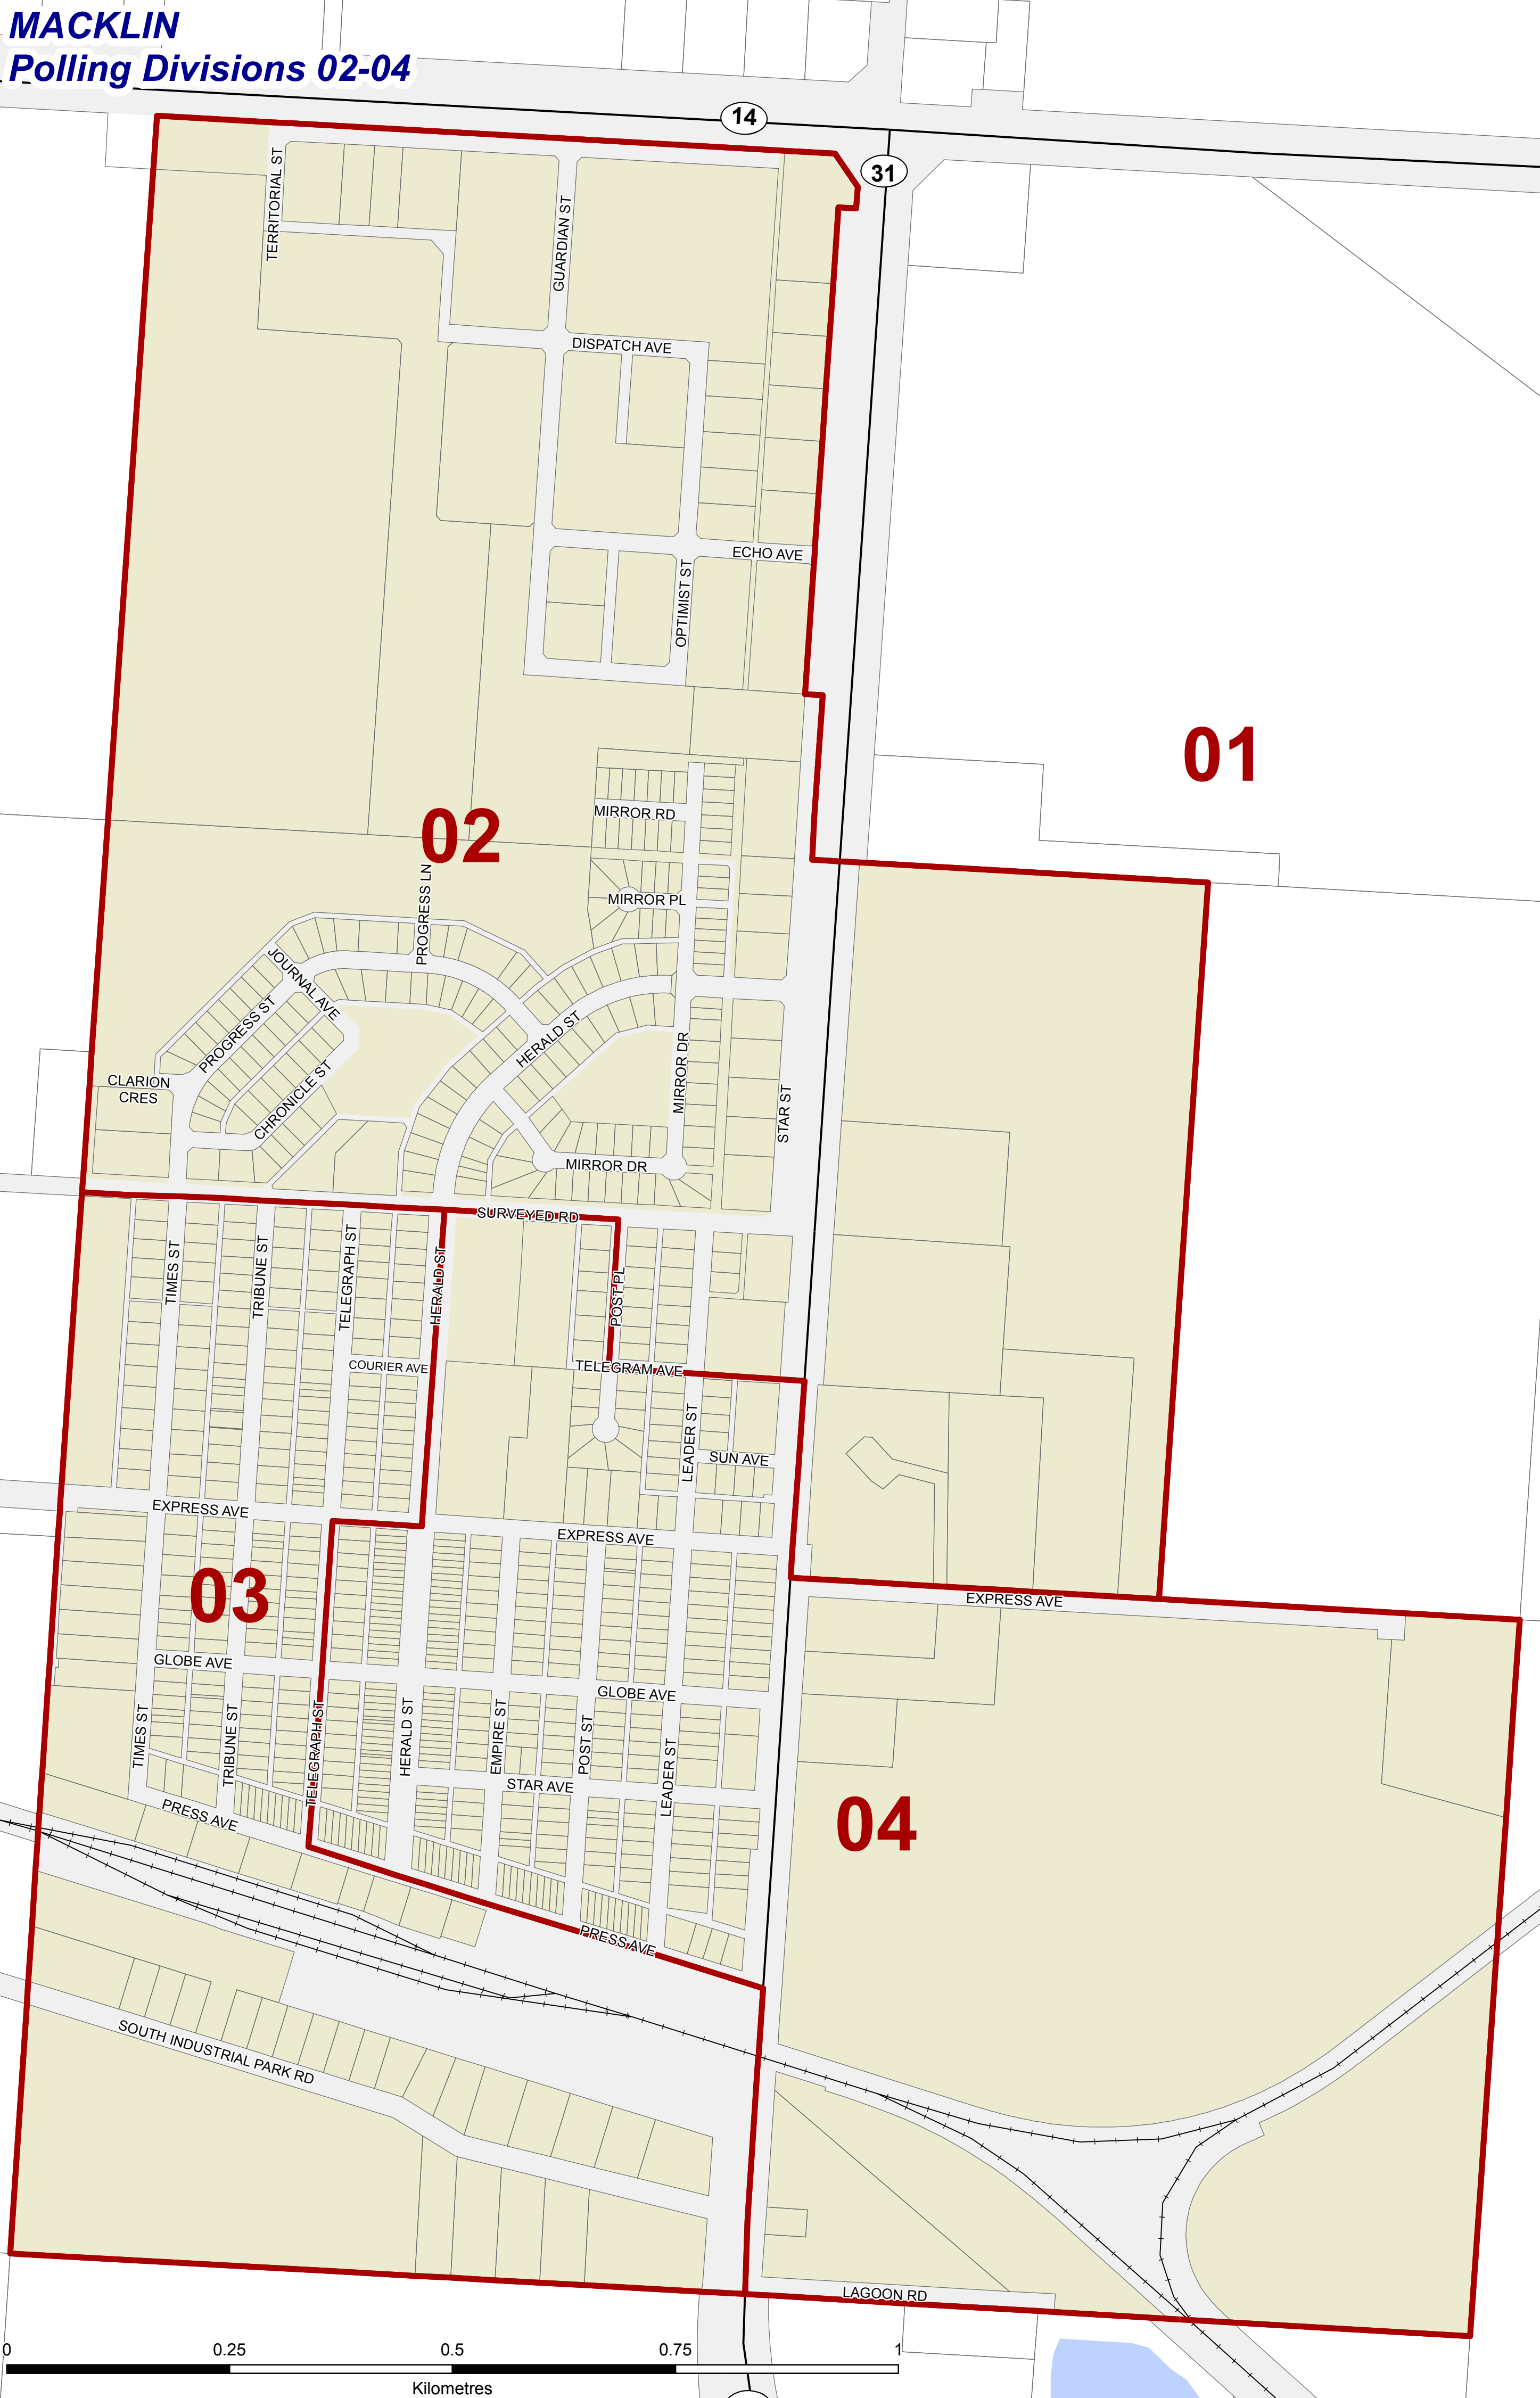 MACKLIN
Polling Divisions 02-04
14
31
TERRITORIAL ST
GUARDIAN ST
DISPATCH AVE
ECHO AVE
OPTIMIST ST
01
02
MIRROR RD
MIRROR PL
PROGRESS LN
JOURNAL AVE
PROGRESS ST
HERALD ST
CHRONICLE ST
CLARION
CRES
MIRROR DR
STAR ST
MIRROR DR
SURVEYED RD
TIMES ST
TRIBUNE ST
TELEGRAPH ST
HERALD ST
POST PL
COURIER AVE
TELEGRAM AVE
LEADER ST
SUN AVE
EXPRESS AVE
EXPRESS AVE
EXPRESS AVE
03
GLOBE AVE
GLOBE AVE
TIMES ST
TRIBUNE ST
TELEGRAPH ST
HERALD ST
EMPIRE ST
POST ST
LEADER ST
STAR AVE
PRESS AVE
04
PRESS AVE
SOUTH INDUSTRIAL PARK RD
LAGOON RD
0
0.25
0.5
0.75
1
Kilometres